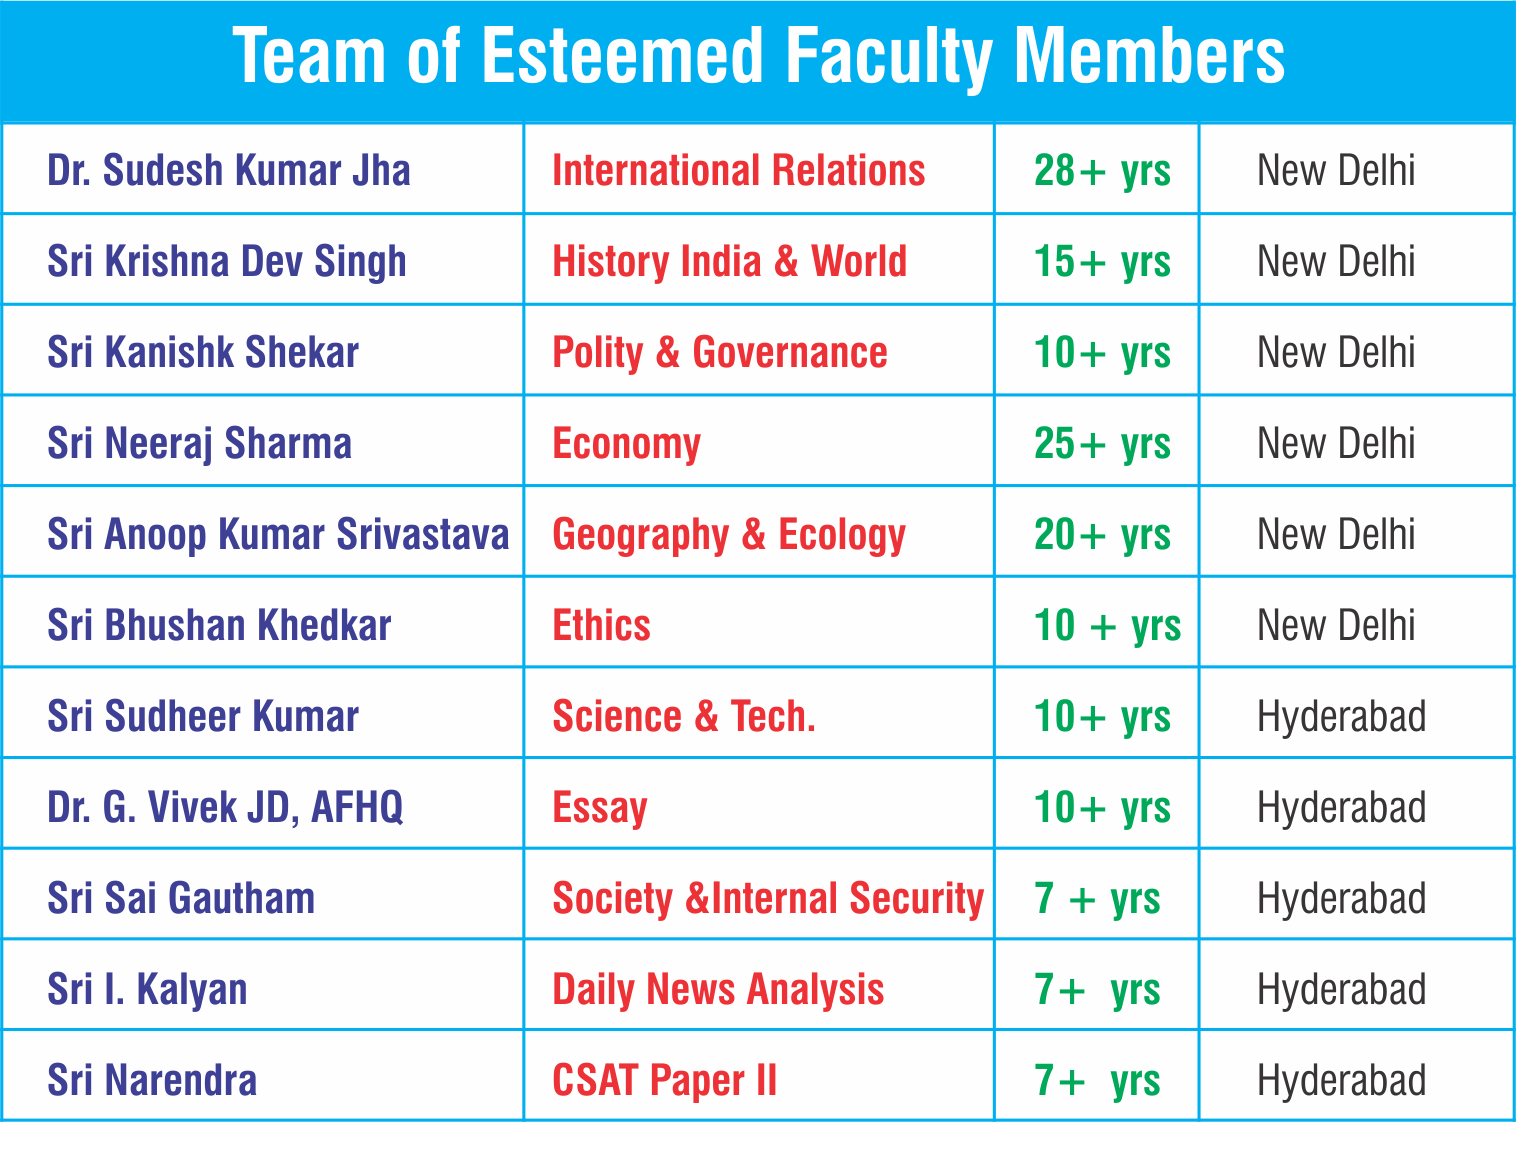 Team of Esteemed Faculty Members
Dr. Sudesh Kumar Jha International Relations 28+ yrs New Delhi
Sri Krishna Dev Singh History India & World 15+ yrs New Delhi
Sri Kanishk Shekar Polity & Governance 10+ yrs New Delhi
Sri Neeraj Sharma Economy 25+ yrs New Delhi
Sri Anoop Kumar Srivastava Geography & Ecology 20+ yrs New Delhi
Sri Bhushan Khedkar Ethics 10 + yrs New Delhi
Sri Sudheer Kumar Science & Tech. 10+ yrs Hyderabad
Dr. G. Vivek JD, AFHQ Essay 10+ yrs Hyderabad
Sri Sai Gautham Society &Internal Security 7 + yrs Hyderabad
Sri I. Kalyan Daily News Analysis 7+ yrs Hyderabad
Sri Narendra CSAT Paper II 7+ yrs Hyderabad